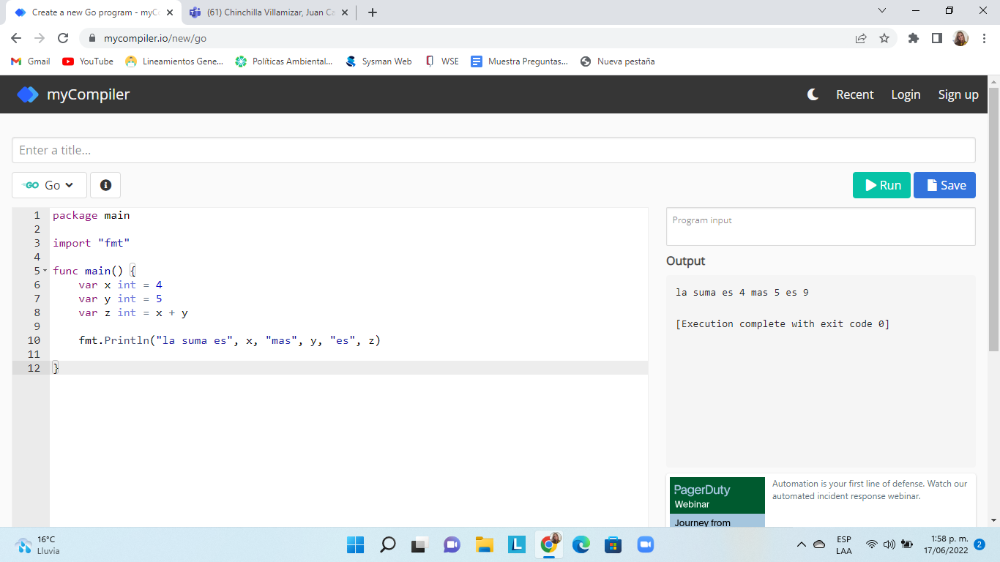 Create a new Go program - myCo
(61) Chinchilla Villamizar, Juan Ca
mycompiler.io/new/go
Gmail
YouTube
Lineamientos Gene...
Políticas Ambiental...
Sysman Web
WSE
Muestra Preguntas...
Nueva pestaña
myCompiler
Recent
Login
Sign up
Enter a title...
GO Go
Run
Save
1 package main
2
3 import "fmt"
4
5 func main() {
6     var x int = 4
7     var y int = 5
8     var z int = x + y
9
10     fmt.Println("la suma es", x, "mas", y, "es", z)
11
12 }
Program input
Output
la suma es 4 mas 5 es 9
[Execution complete with exit code 0]
PagerDuty
Webinar
Journey from
Automation is your first line of defense. Watch our
automated incident response webinar.
16°C
Lluvia
L
ESP
LAA
1:58 p. m.
17/06/2022
2